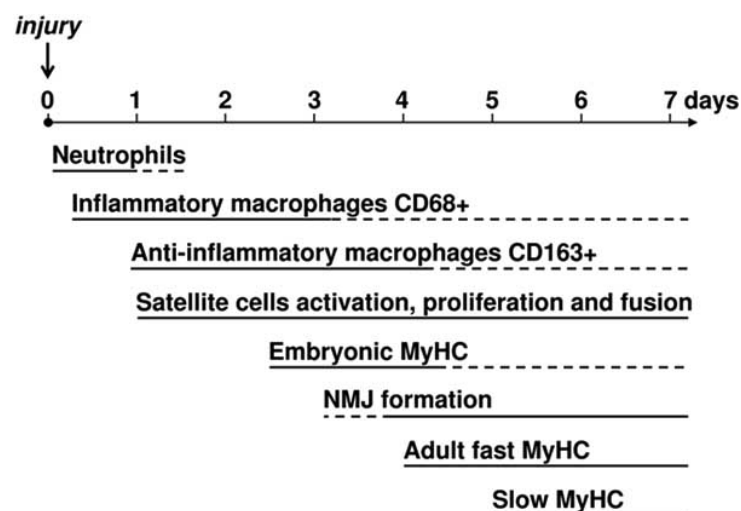 injury
0 1 2 3 4 5 6 7 days
Neutrophils
Inflammatory macrophages CD68+
Anti-inflammatory macrophages CD163+
Satellite cells activation, proliferation and fusion
Embryonic MyHC
NMJ formation
Adult fast MyHC
Slow MyHC